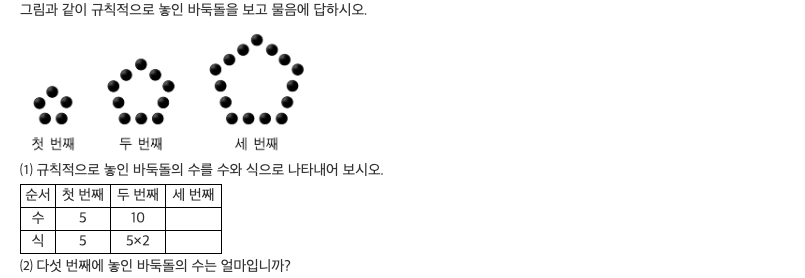 그림과 같이 규칙적으로 놓인 바둑돌을 보고 물음에 답하시오.
첫 번째 두 번째 세 번째
(1) 규칙적으로 놓인 바둑돌의 수를 수와 식으로 나타내어 보시오.
순서 첫 번째 두 번째 세 번째
수 5 10
식 5 5×2
(2) 다섯 번째에 놓인 바둑돌의 수는 얼마입니까?